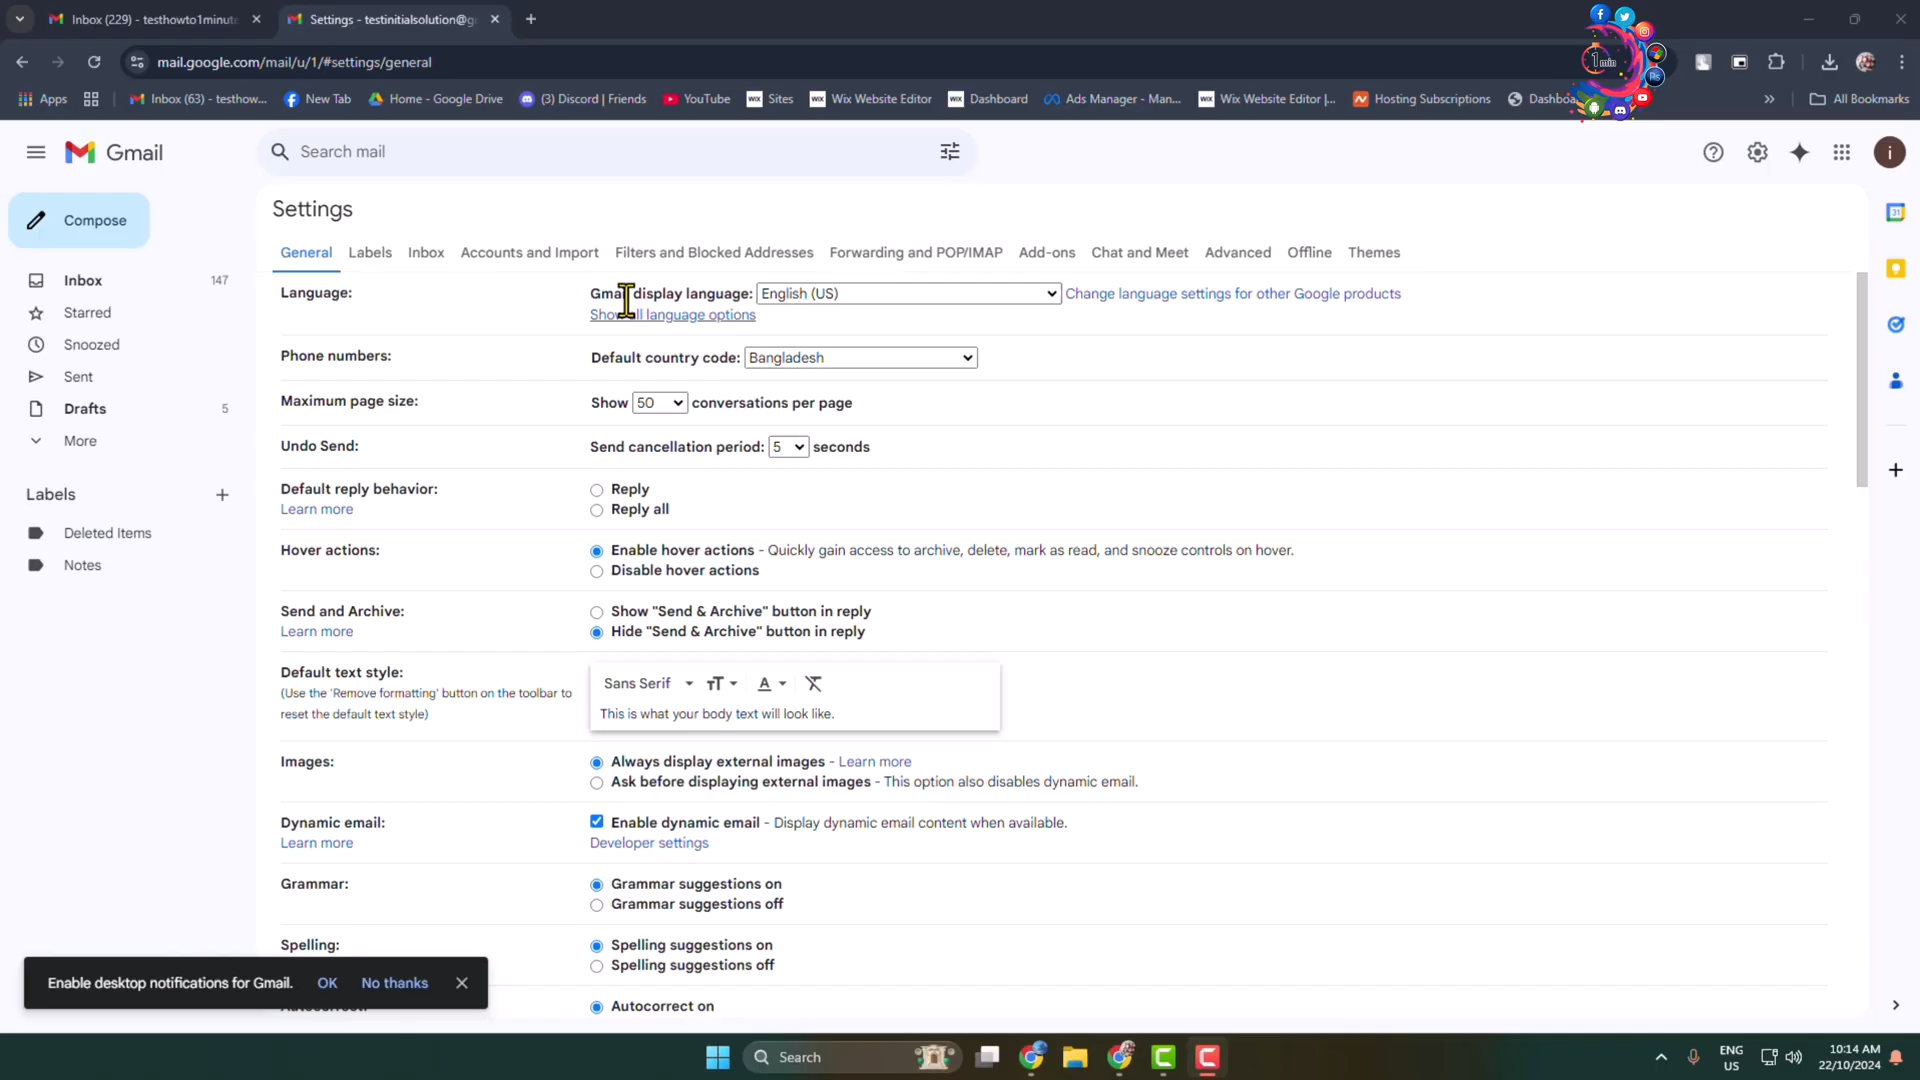 Inbox (229) - testhowto1minute
Settings - testinitialsolution@g
mail.google.com/mail/u/1/#settings/general
1 min
Ps
Apps
Inbox (63) - testhow...
New Tab
Home - Google Drive
(3) Discord | Friends
YouTube
WIX Sites
WIX Wix Website Editor
WIX Dashboard
Ads Manager - Man...
WIX Wix Website Editor |...
Hosting Subscriptions
All Bookmarks
Gmail
Search mail
i
Compose
Settings
General Labels Inbox Accounts and Import Filters and Blocked Addresses Forwarding and POP/IMAP Add-ons Chat and Meet Advanced Offline Themes
Inbox 147
Starred
Snoozed
Sent
Drafts 5
More
Labels
Deleted Items
Notes
Language:
Gmail display language: English (US) Change language settings for other Google products
Show all language options
Phone numbers:
Default country code: Bangladesh
Maximum page size:
Show 50 conversations per page
Undo Send:
Send cancellation period: 5 seconds
Default reply behavior:
Learn more
Reply
Reply all
Hover actions:
Enable hover actions - Quickly gain access to archive, delete, mark as read, and snooze controls on hover.
Disable hover actions
Send and Archive:
Learn more
Show "Send & Archive" button in reply
Hide "Send & Archive" button in reply
Default text style:
(Use the 'Remove formatting' button on the toolbar to
reset the default text style)
Sans Serif
This is what your body text will look like.
Images:
Always display external images - Learn more
Ask before displaying external images - This option also disables dynamic email.
Dynamic email:
Learn more
Enable dynamic email - Display dynamic email content when available.
Developer settings
Grammar:
Grammar suggestions on
Grammar suggestions off
Spelling:
Spelling suggestions on
Spelling suggestions off
Autocorrect on
Enable desktop notifications for Gmail. OK No thanks
31
Search
ENG
US
10:14 AM
22/10/2024